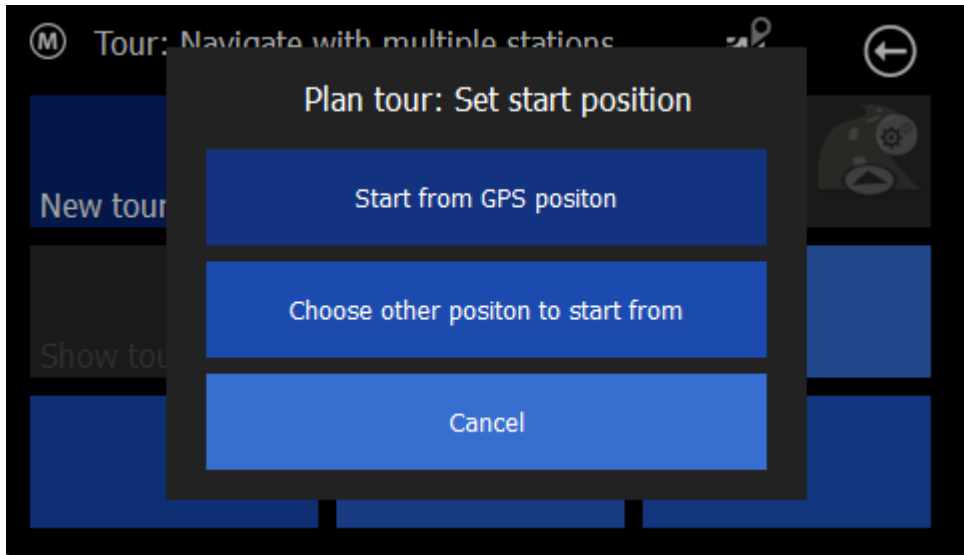 M
Tour: Navigate with multiple stations
Plan tour: Set start position
Start from GPS positon
New tour
Choose other positon to start from
Show tou
Cancel